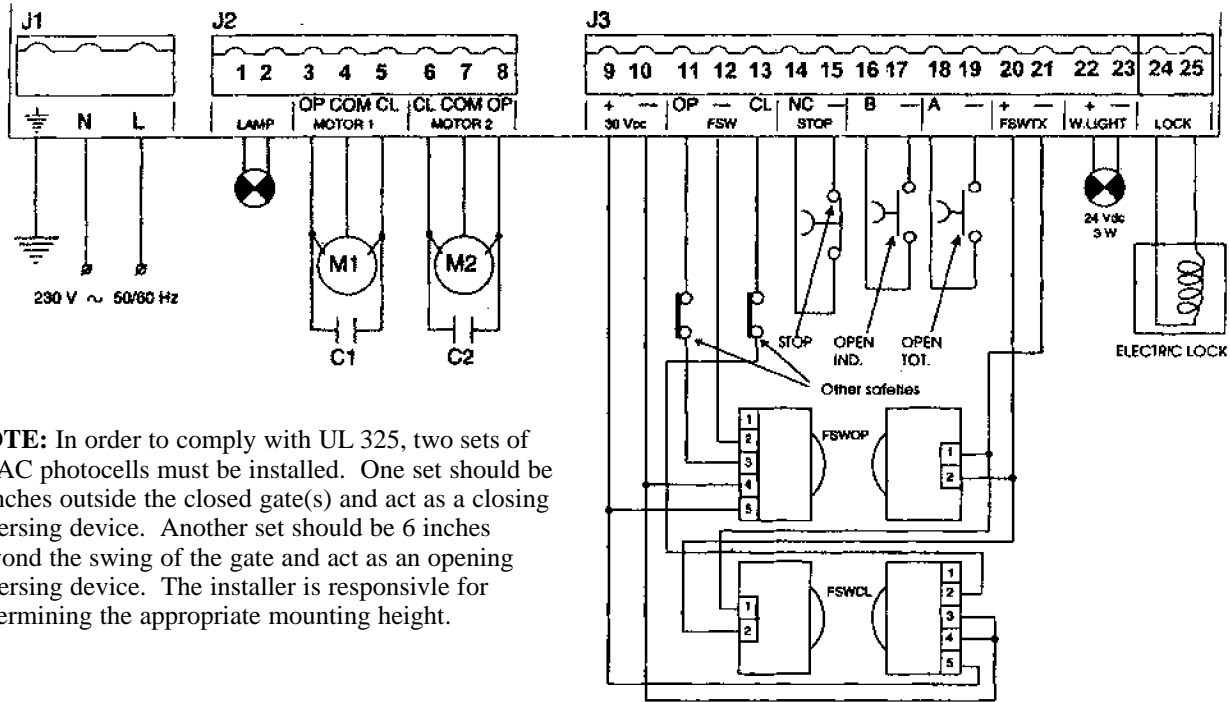 J1 J2 J3
1 2 3 4 5 6 7 8
9 10 11 12 13 14 15 16 17 18 19 20 21 22 23 24 25
OP COM CL CL COM OP
+ — OP — CL NC — B — A — + — + —
N L LAMP MOTOR 1 MOTOR 2
30 VDC FSW STOP FSWTX W.LIGHT LOCK
24 Vdc
3 W
M1 M2
230 V ~ 50/60 Hz
C1 C2
STOP OPEN IND. OPEN TOT.
ELECTRIC LOCK
Other safeties
1
2
3
4
5
FSWOP
1
2
OTE: In order to comply with UL 325, two sets of
AC photocells must be installed. One set should be
nches outside the closed gate(s) and act as a closing
ersing device. Another set should be 6 inches
yond the swing of the gate and act as an opening
ersing device. The installer is responsivle for
ermining the appropriate mounting height.
1
2
FSWCL
1
2
3
4
5